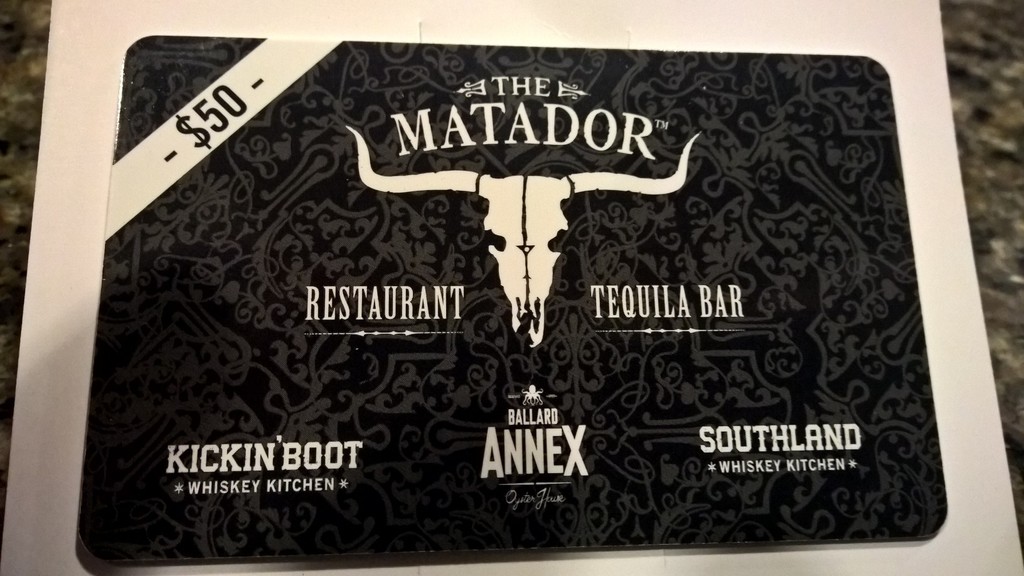 - $50 -
THE
MATADOR™
RESTAURANT
TEQUILA BAR
BALLARD
ANNEX
Oyster House
KICKIN' BOOT
*WHISKEY KITCHEN*
SOUTHLAND
*WHISKEY KITCHEN*